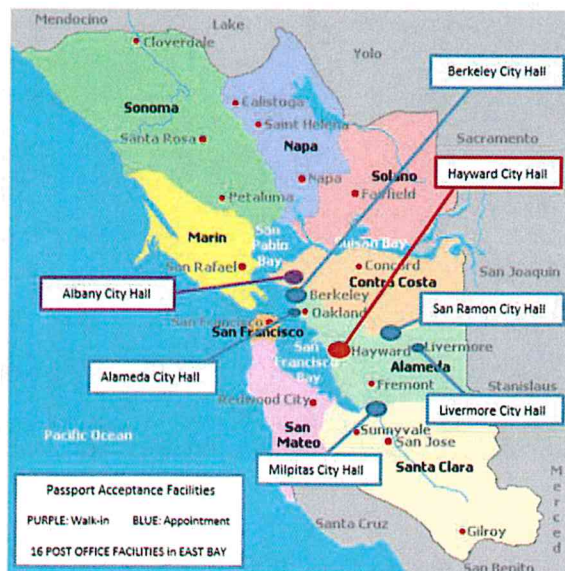 Mendocino
Lake
Cloverdale
Yolo
Berkeley City Hall
Sonoma
Calistoga
Saint Helena
Sacramento
Napa
Santa Rosa
Solano
Hayward City Hall
Napa
Fairfield
Petaluma
Marin
San
Pablo
Bay
Suisun Bay
San Rafael
Concord
Contra Costa
San Joaquin
Albany City Hall
Berkeley
Oakland
San Francisco
San Francisco
San Ramon City Hall
San
Francisco
Bay
Hayward
Livermore
Alameda City Hall
Alameda
Fremont
Stanislaus
Redwood City
Livermore City Hall
San
Mateo
Sunnyvale
San Jose
Pacific Ocean
Milpitas City Hall
Santa Clara
Merced
Passport Acceptance Facilities
PURPLE: Walk-in BLUE: Appointment
16 POST OFFICE FACILITIES in EAST BAY
Santa Cruz
Gilroy
San Benito